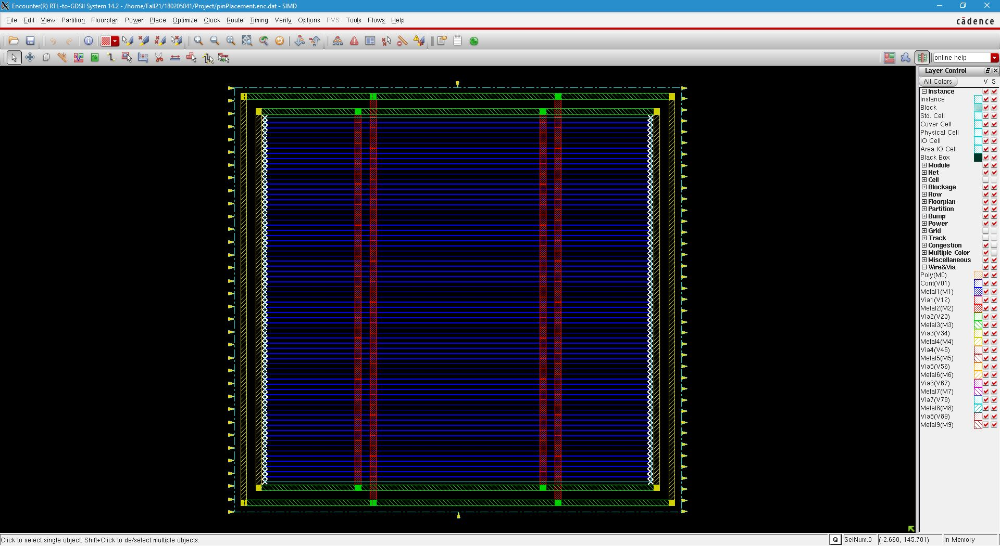 Encounter(R) RTL-to-GDSII System 14.2 - /home/Fall21/180205041/Project/pinPlacement.enc.dat - SIMD
File Edit View Partition Floorplan Power Place Optimize Clock Route Timing Verify Options PVS Tools Flows Help
cādence
online help
Layer Control
All Colors V S
Instance
Instance
Block
Std. Cell
Cover Cell
Physical Cell
IO Cell
Area IO Cell
Black Box
Module
Net
Cell
Blockage
Row
Floorplan
Partition
Bump
Power
Grid
Track
Congestion
Multiple Color
Miscellaneous
Wire&Via
Poly(M0)
Cont(V01)
Metal1(M1)
Via1(V12)
Metal2(M2)
Via2(V23)
Metal3(M3)
Via3(V34)
Metal4(M4)
Via4(V45)
Metal5(M5)
Via5(V56)
Metal6(M6)
Via6(V67)
Metal7(M7)
Via7(V78)
Metal8(M8)
Via8(V89)
Metal9(M9)
Click to select single object. Shift+Click to de/select multiple objects. Q SelNum:0 (-2.660, 145.781) In Memory